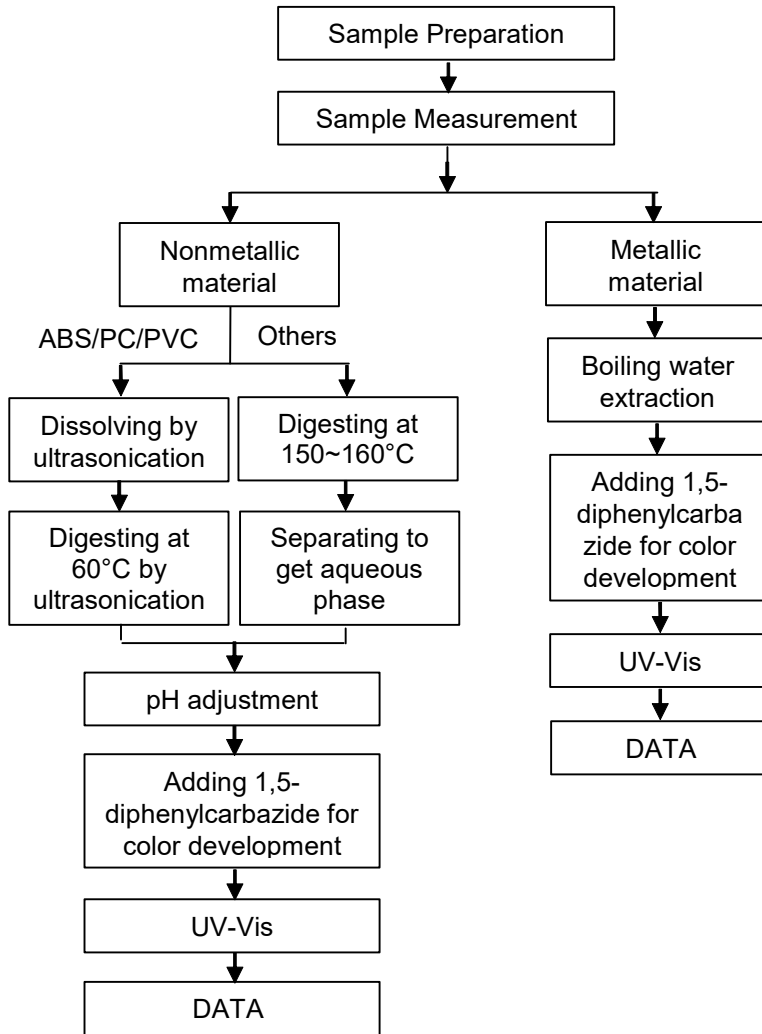 Sample Preparation
Sample Measurement
Nonmetallic
material
Metallic
material
ABS/PC/PVC
Others
Boiling water
extraction
Dissolving by
ultrasonication
Digesting at
150~160°C
Adding 1,5-
diphenylcarba
zide for color
development
Digesting at
60°C by
ultrasonication
Separating to
get aqueous
phase
UV-Vis
pH adjustment
DATA
Adding 1,5-
diphenylcarbazide for
color development
UV-Vis
DATA